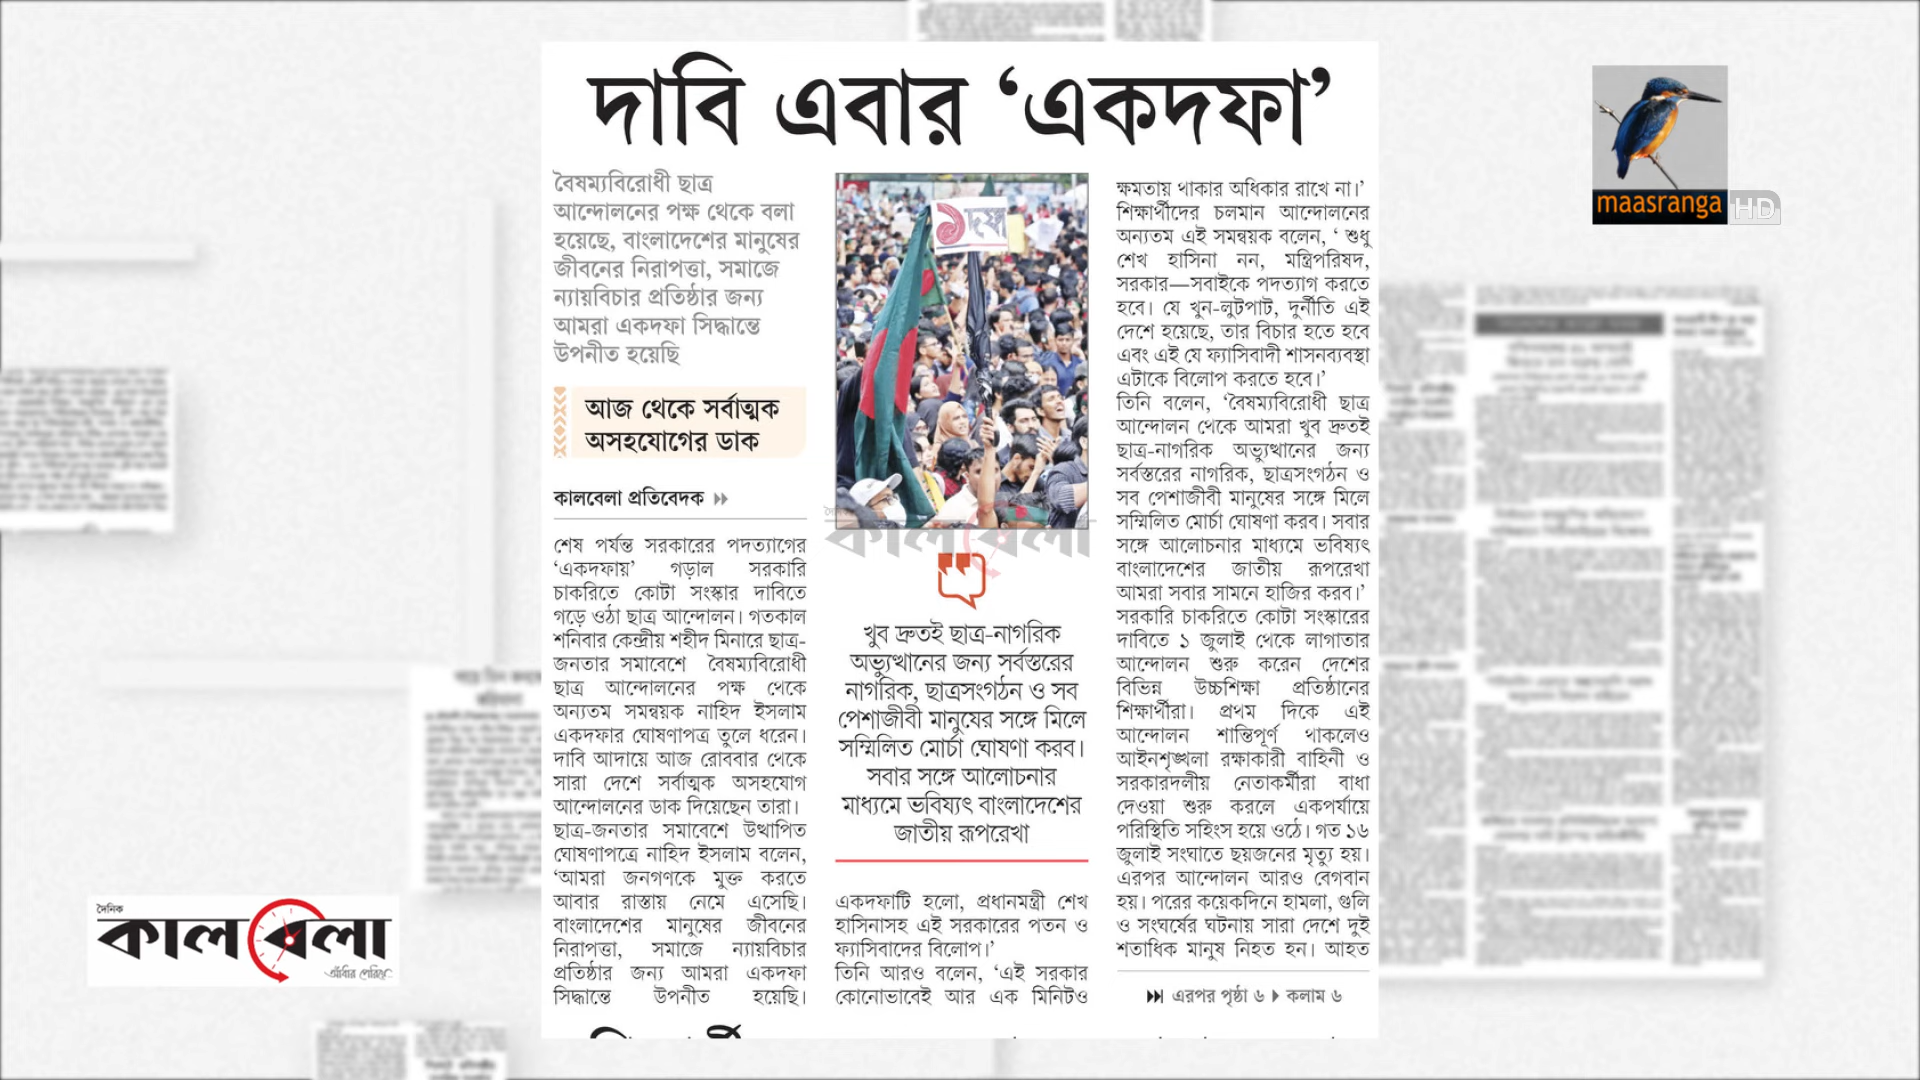 দাবি এবার ‘একদফা’
বৈষম্যবিরোধী ছাত্র
আন্দোলনের পক্ষ থেকে বলা
হয়েছে, বাংলাদেশের মানুষের
জীবনের নিরাপত্তা, সমাজে
ন্যায়বিচার প্রতিষ্ঠার জন্য
আমরা একদফা সিদ্ধান্তে
উপনীত হয়েছি
আজ থেকে সর্বাত্মক
অসহযোগের ডাক
কালবেলা প্রতিবেদক
শেষ পর্যন্ত সরকারের পদত্যাগের
‘একদফায়’ গড়াল সরকারি
চাকরিতে কোটা সংস্কার দাবিতে
গড়ে ওঠা ছাত্র আন্দোলন। গতকাল
শনিবার কেন্দ্রীয় শহীদ মিনারে ছাত্র-
জনতার সমাবেশে বৈষম্যবিরোধী
ছাত্র আন্দোলনের পক্ষ থেকে
অন্যতম সমন্বয়ক নাহিদ ইসলাম
একদফার ঘোষণাপত্র তুলে ধরেন।
দাবি আদায়ে আজ রোববার থেকে
সারা দেশে সর্বাত্মক অসহযোগ
আন্দোলনের ডাক দিয়েছেন তারা।
ছাত্র-জনতার সমাবেশে উত্থাপিত
ঘোষণাপত্রে নাহিদ ইসলাম বলেন,
‘আমরা জনগণকে মুক্ত করতে
আবার রাস্তায় নেমে এসেছি।
বাংলাদেশের মানুষের জীবনের
নিরাপত্তা, সমাজে ন্যায়বিচার
প্রতিষ্ঠার জন্য আমরা একদফা
সিদ্ধান্তে উপনীত হয়েছি।
১দফা
দৈনিক
কালবেলা
খুব দ্রুতই ছাত্র-নাগরিক
অভ্যুত্থানের জন্য সর্বস্তরের
নাগরিক, ছাত্রসংগঠন ও সব
পেশাজীবী মানুষের সঙ্গে মিলে
সম্মিলিত মোর্চা ঘোষণা করব।
সবার সঙ্গে আলোচনার
মাধ্যমে ভবিষ্যৎ বাংলাদেশের
জাতীয় রূপরেখা
একদফাটি হলো, প্রধানমন্ত্রী শেখ
হাসিনাসহ এই সরকারের পতন ও
ফ্যাসিবাদের বিলোপ।’
তিনি আরও বলেন, ‘এই সরকার
কোনোভাবেই আর এক মিনিটও
ক্ষমতায় থাকার অধিকার রাখে না।’
শিক্ষার্থীদের চলমান আন্দোলনের
অন্যতম এই সমন্বয়ক বলেন, ‘ শুধু
শেখ হাসিনা নন, মন্ত্রিপরিষদ,
সরকার—সবাইকে পদত্যাগ করতে
হবে। যে খুন-লুটপাট, দুর্নীতি এই
দেশে হয়েছে, তার বিচার হতে হবে
এবং এই যে ফ্যাসিবাদী শাসনব্যবস্থা
এটাকে বিলোপ করতে হবে।’
তিনি বলেন, ‘বৈষম্যবিরোধী ছাত্র
আন্দোলন থেকে আমরা খুব দ্রুতই
ছাত্র-নাগরিক অভ্যুত্থানের জন্য
সর্বস্তরের নাগরিক, ছাত্রসংগঠন ও
সব পেশাজীবী মানুষের সঙ্গে মিলে
সম্মিলিত মোর্চা ঘোষণা করব। সবার
সঙ্গে আলোচনার মাধ্যমে ভবিষ্যৎ
বাংলাদেশের জাতীয় রূপরেখা
আমরা সবার সামনে হাজির করব।’
সরকারি চাকরিতে কোটা সংস্কারের
দাবিতে ১ জুলাই থেকে লাগাতার
আন্দোলন শুরু করেন দেশের
বিভিন্ন উচ্চশিক্ষা প্রতিষ্ঠানের
শিক্ষার্থীরা। প্রথম দিকে এই
আন্দোলন শান্তিপূর্ণ থাকলেও
আইনশৃঙ্খলা রক্ষাকারী বাহিনী ও
সরকারদলীয় নেতাকর্মীরা বাধা
দেওয়া শুরু করলে একপর্যায়ে
পরিস্থিতি সহিংস হয়ে ওঠে। গত ১৬
জুলাই সংঘাতে ছয়জনের মৃত্যু হয়।
এরপর আন্দোলন আরও বেগবান
হয়। পরের কয়েকদিনে হামলা, গুলি
ও সংঘর্ষের ঘটনায় সারা দেশে দুই
শতাধিক মানুষ নিহত হন। আহত
এরপর পৃষ্ঠা ৬ কলাম ৬
maasranga HD
দৈনিক
কালবেলা
আঁধার পেরিয়ে